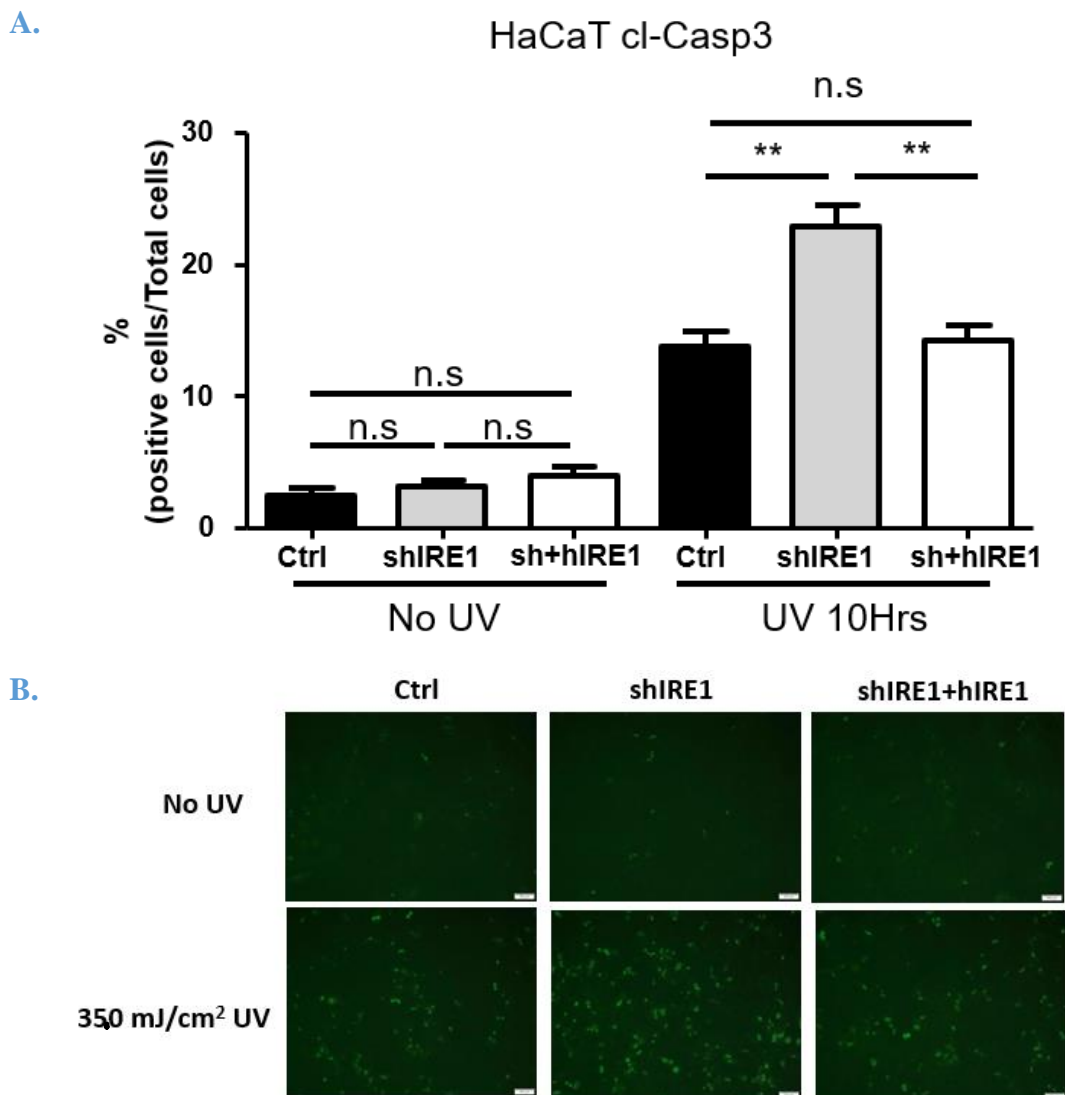 A.
HaCaT cl-Casp3
n.s
** **
30
20
10
0
%
(positive cells/Total cells)
n.s
n.s n.s
Ctrl shIRE1 sh+hIRE1 Ctrl shIRE1 sh+hIRE1
No UV UV 10Hrs
B.
Ctrl shIRE1 shIRE1+hIRE1
No UV
350 mJ/cm² UV